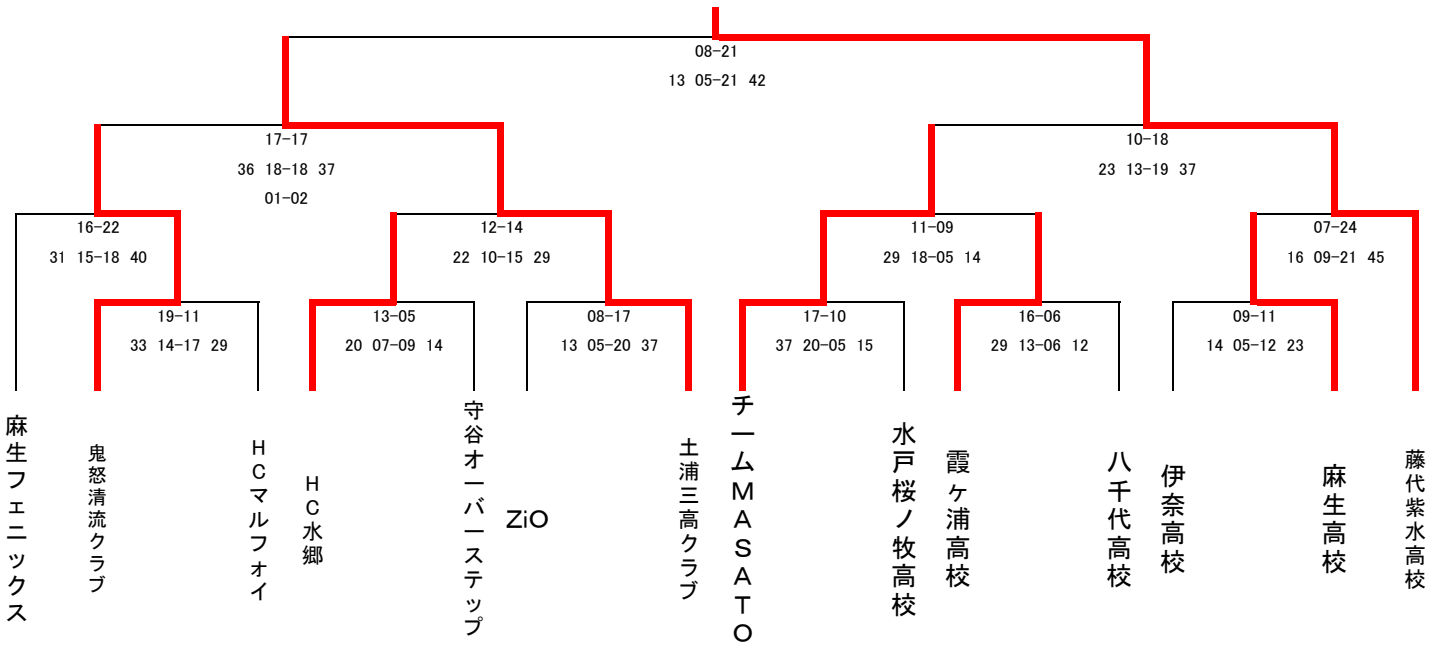 08-21
13 05-21 42
17-17
36 18-18 37
01-02
10-18
23 13-19 37
16-22
31 15-18 40
12-14
22 10-15 29
11-09
29 18-05 14
07-24
16 09-21 45
19-11
33 14-17 29
13-05
20 07-09 14
08-17
13 05-20 37
17-10
37 20-05 15
16-06
29 13-06 12
09-11
14 05-12 23
麻生フェニックス
鬼怒清流クラブ
HCマルフォイ
HC水郷
守谷オーバーステップ
ZiO
土浦三高クラブ
チームMASATO
水戸桜ノ牧高校
霞ヶ浦高校
八千代高校
伊奈高校
麻生高校
藤代紫水高校